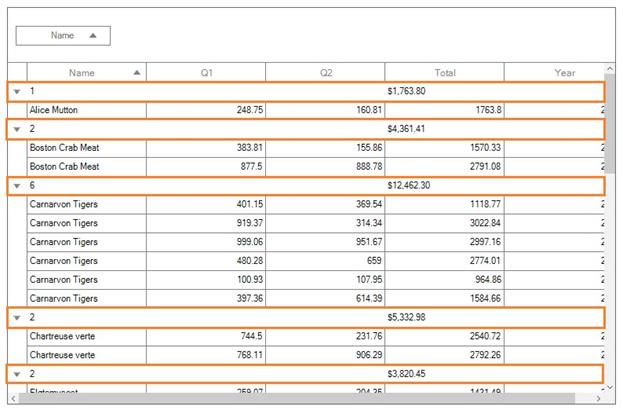 Name
Name Q1 Q2 Total Year
1 $1,763.80
Alice Mutton 248.75 160.81 1763.8 2
2 $4,361.41
Boston Crab Meat 383.81 155.86 1570.33 2
Boston Crab Meat 877.5 888.78 2791.08 2
6 $12,462.30
Carnarvon Tigers 401.15 369.54 1118.77 2
Carnarvon Tigers 919.37 314.34 3022.84 2
Carnarvon Tigers 999.06 951.67 2997.16 2
Carnarvon Tigers 480.28 659 2774.01 2
Carnarvon Tigers 100.93 107.95 964.86 2
Carnarvon Tigers 397.36 614.39 1584.66 2
2 $5,332.98
Chartreuse verte 744.5 231.76 2540.72 2
Chartreuse verte 768.11 906.29 2792.26 2
2 $3,820.45
259.07 204.35 1431.49